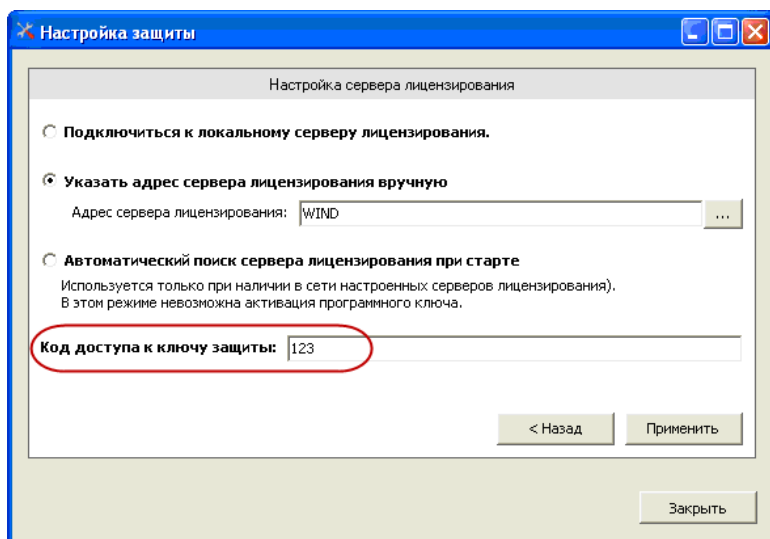 Настройка защиты
Настройка сервера лицензирования
Подключиться к локальному серверу лицензирования.
Указать адрес сервера лицензирования вручную
Адрес сервера лицензирования: WIND ...
Автоматический поиск сервера лицензирования при старте
Используется только при наличии в сети настроенных серверов лицензирования).
В этом режиме невозможна активация программного ключа.
Код доступа к ключу защиты: 123
< Назад Применить
Закрыть